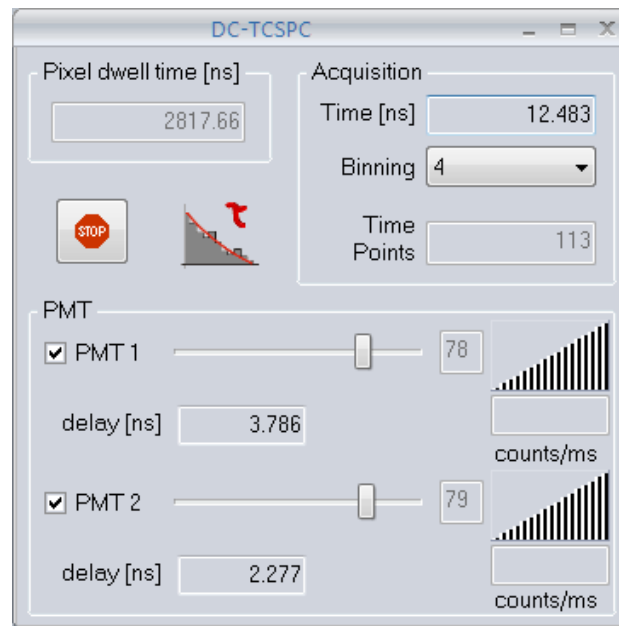 DC-TCSPC
Pixel dwell time [ns]
2817.66
Acquisition
Time [ns] 12.483
Binning 4
Time Points 113
STOP
τ
PMT
PMT 1 78
delay [ns] 3.786
counts/ms
PMT 2 79
delay [ns] 2.277
counts/ms